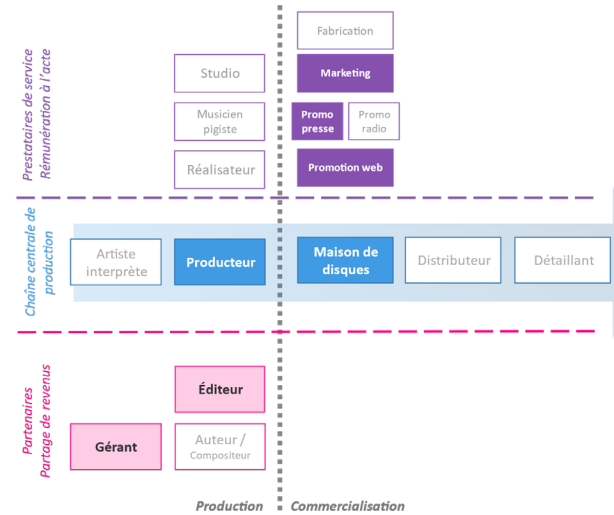 Prestataires de service
Rémunération à l'acte
Fabrication
Studio
Marketing
Musicien
pigiste
Promo
presse
Promo
radio
Réalisateur
Promotion web
Chaîne centrale de
production
Artiste
interprète
Producteur
Maison de
disques
Distributeur
Détaillant
Partenaires
Partage de revenus
Éditeur
Gérant
Auteur /
Compositeur
Production
Commercialisation